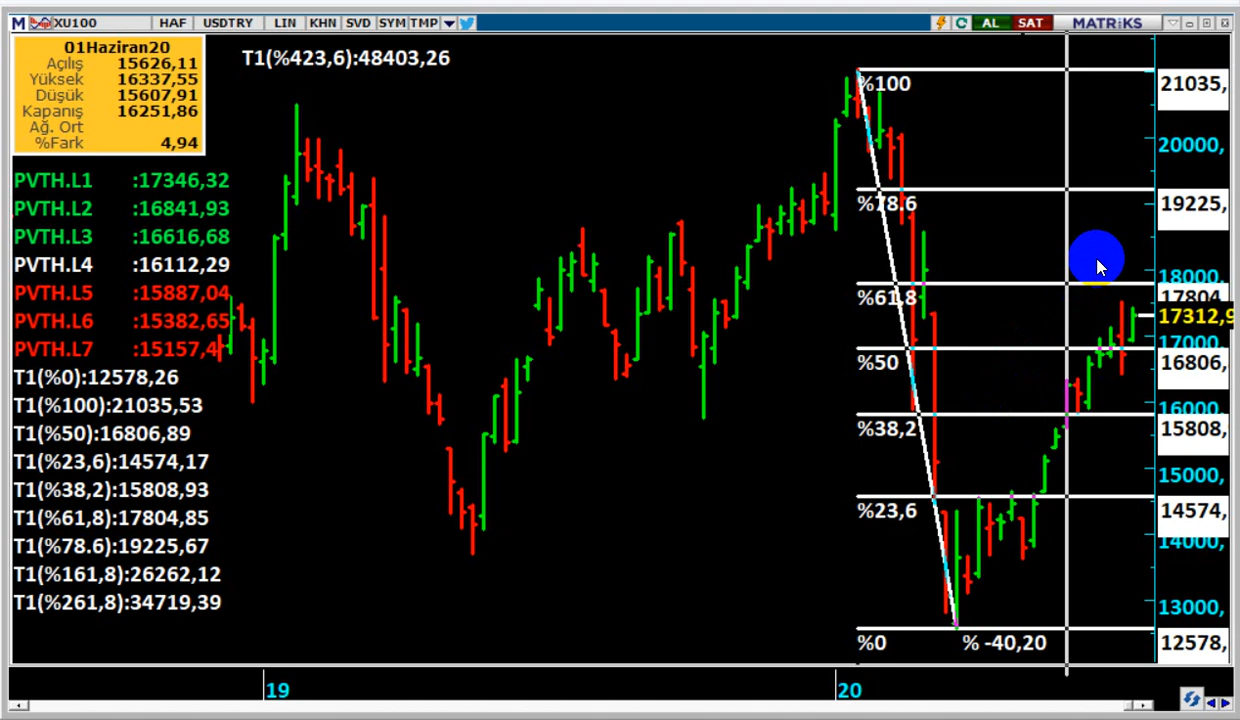 M XU100 HAF USDTRY LIN KHN SVD SYM TMP AL SAT MATRiKS
01Haziran20
Açılış 15626,11
Yüksek 16337,55
Düşük 15607,91
Kapanış 16251,86
Ağ. Ort
%Fark 4,94
T1(%423,6):48403,26
PVTH.L1 :17346,32
PVTH.L2 :16841,93
PVTH.L3 :16616,68
PVTH.L4 :16112,29
PVTH.L5 :15887,04
PVTH.L6 :15382,65
PVTH.L7 :15157,4
T1(%0):12578,26
T1(%100):21035,53
T1(%50):16806,89
T1(%23,6):14574,17
T1(%38,2):15808,93
T1(%61,8):17804,85
T1(%78.6):19225,67
T1(%161,8):26262,12
T1(%261,8):34719,39
%100
%78.6
%61,8
%50
%38,2
%23,6
%0 % -40,20
21035,
20000,
19225,
18000,
17804,
17312,9
17000,
16806,
16000,
15808,
15000,
14574,
14000,
13000,
12578,
19 20